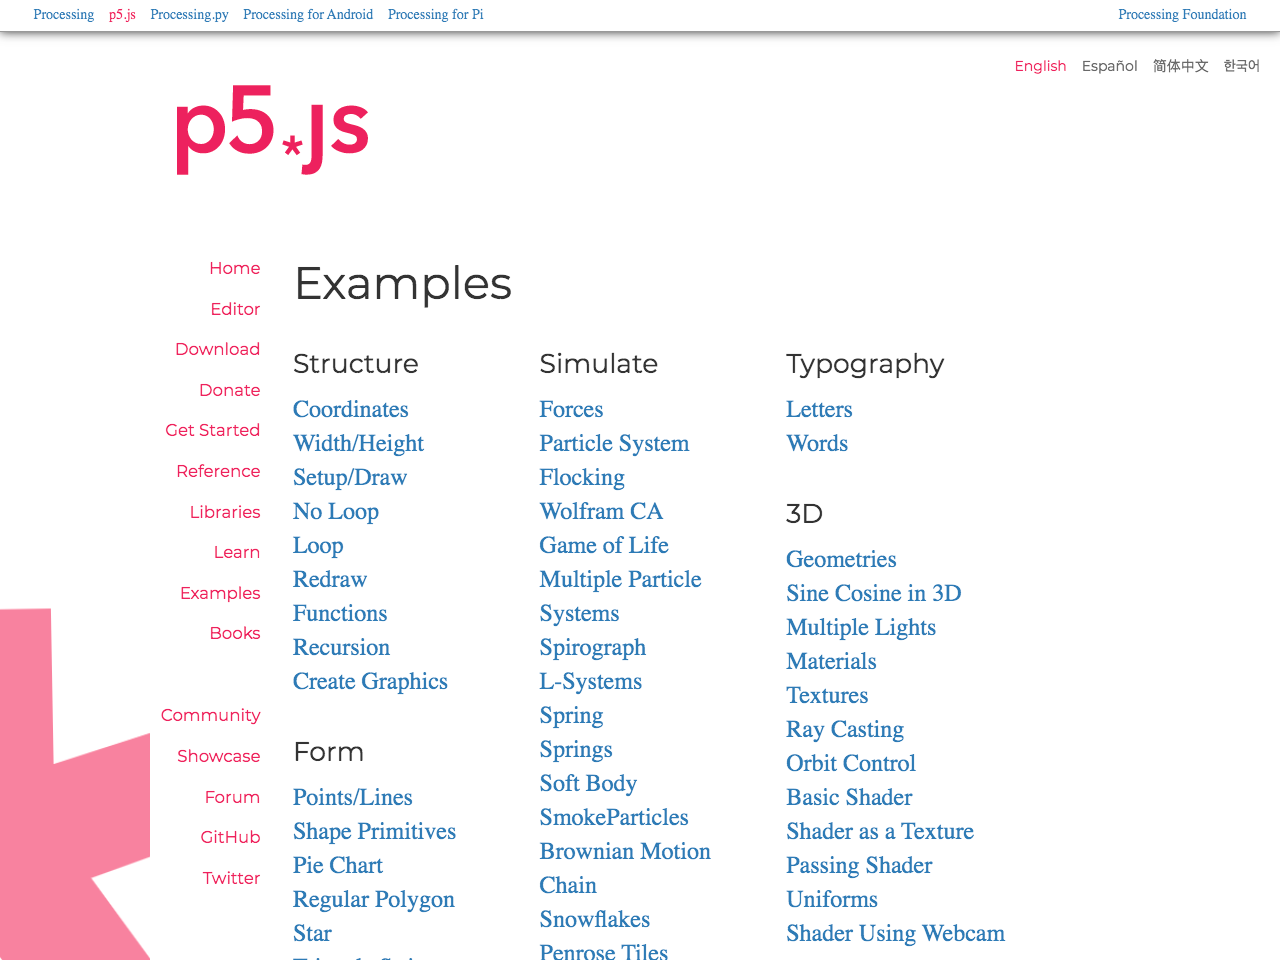 Processing p5.js Processing.py Processing for Android Processing for Pi Processing Foundation
English Español 简体中文 한국어
p5.js
Home
Editor
Download
Donate
Get Started
Reference
Libraries
Learn
Examples
Books
Community
Showcase
Forum
GitHub
Twitter
Examples
Structure
Coordinates
Width/Height
Setup/Draw
No Loop
Loop
Redraw
Functions
Recursion
Create Graphics
Form
Points/Lines
Shape Primitives
Pie Chart
Regular Polygon
Star
Simulate
Forces
Particle System
Flocking
Wolfram CA
Game of Life
Multiple Particle
Systems
Spirograph
L-Systems
Spring
Springs
Soft Body
SmokeParticles
Brownian Motion
Chain
Snowflakes
Penrose Tiles
Typography
Letters
Words
3D
Geometries
Sine Cosine in 3D
Multiple Lights
Materials
Textures
Ray Casting
Orbit Control
Basic Shader
Shader as a Texture
Passing Shader
Uniforms
Shader Using Webcam